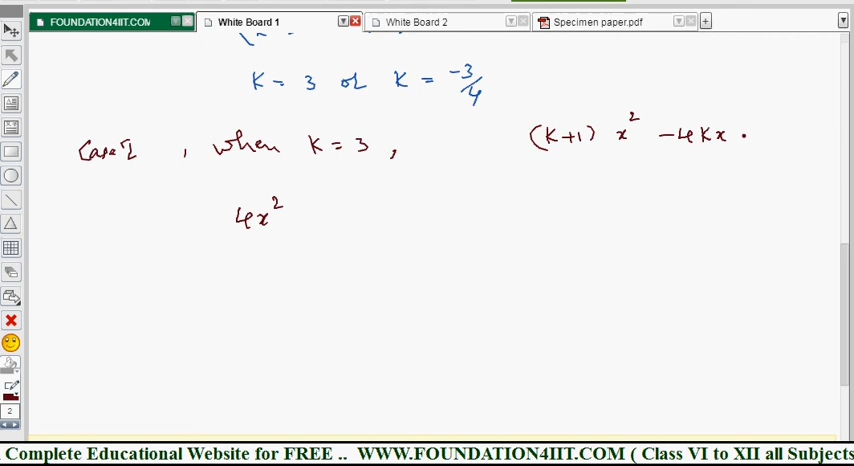 FOUNDATION4IIT.COM
White Board 1
White Board 2
Specimen paper.pdf
K = 3 or K = -3/4
Case I , when K = 3 ,
(K+1) x² - 4Kx .
4x²
2
Complete Educational Website for FREE .. WWW.FOUNDATION4IIT.COM ( Class VI to XII all Subjects